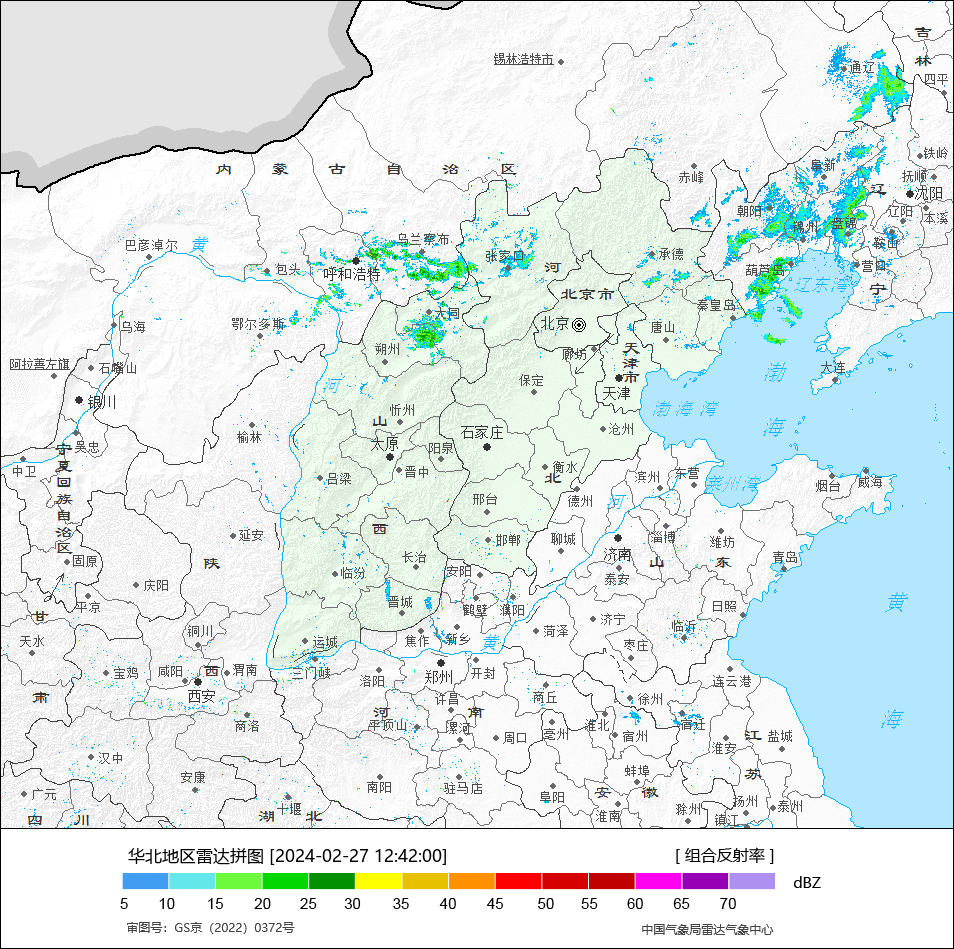 吉
林
锡林浩特市
通辽
四平
内 蒙 古 自 治 区
赤峰
阜新
铁岭
抚顺
辽
沈阳
朝阳
辽阳
本溪
锦州
盘锦
鞍山
巴彦淖尔
黄
乌兰察布
张家口
承德
包头
呼和浩特
河
葫芦岛
营口
辽东湾
宁
北京市
秦皇岛
乌海
鄂尔多斯
大同
北京
唐山
天
津
市
廊坊
朔州
阿拉善左旗
石嘴山
保定
天津
大连
渤
海
河
银川
忻州
渤海湾
山
榆林
太原
阳泉
石家庄
沧州
吴忠
宁
夏
回
族
自
治
区
中卫
晋中
吕梁
衡水
北
滨州
东营
莱州湾
烟台
威海
邢台
德州
河
西
延安
邯郸
聊城
济南
淄博
潍坊
陕
固原
长治
山
东
青岛
庆阳
临汾
安阳
泰安
平凉
晋城
鹤壁
濮阳
日照
黄
海
甘
肃
铜川
济宁
临沂
天水
运城
焦作
新乡
黄
菏泽
枣庄
宝鸡
咸阳
西
渭南
三门峡
洛阳
郑州
开封
连云港
西安
许昌
商丘
徐州
商洛
河 南
平顶山
漯河
周口
亳州
淮北
宿州
宿迁
江
苏
盐城
淮安
汉中
安康
南阳
驻马店
蚌埠
广元
十堰
阜阳
安 徽
淮南
滁州
扬州
泰州
镇江
四 川
湖 北
华北地区雷达拼图 [2024-02-27 12:42:00]
[ 组合反射率 ]
5 10 15 20 25 30 35 40 45 50 55 60 65 70
dBZ
审图号：GS京（2022）0372号
中国气象局雷达气象中心